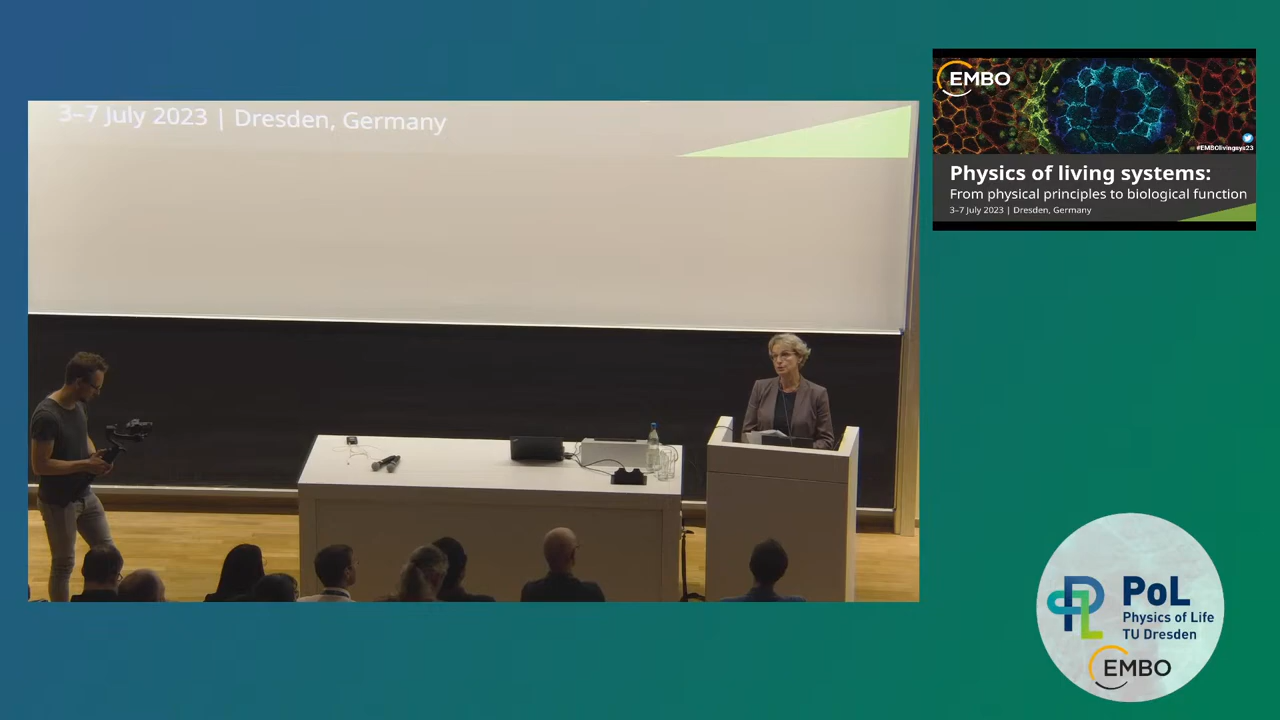 3–7 July 2023 | Dresden, Germany
EMBO
#EMBOlivingsys23
Physics of living systems:
From physical principles to biological function
3–7 July 2023 | Dresden, Germany
PoL
Physics of Life
TU Dresden
EMBO